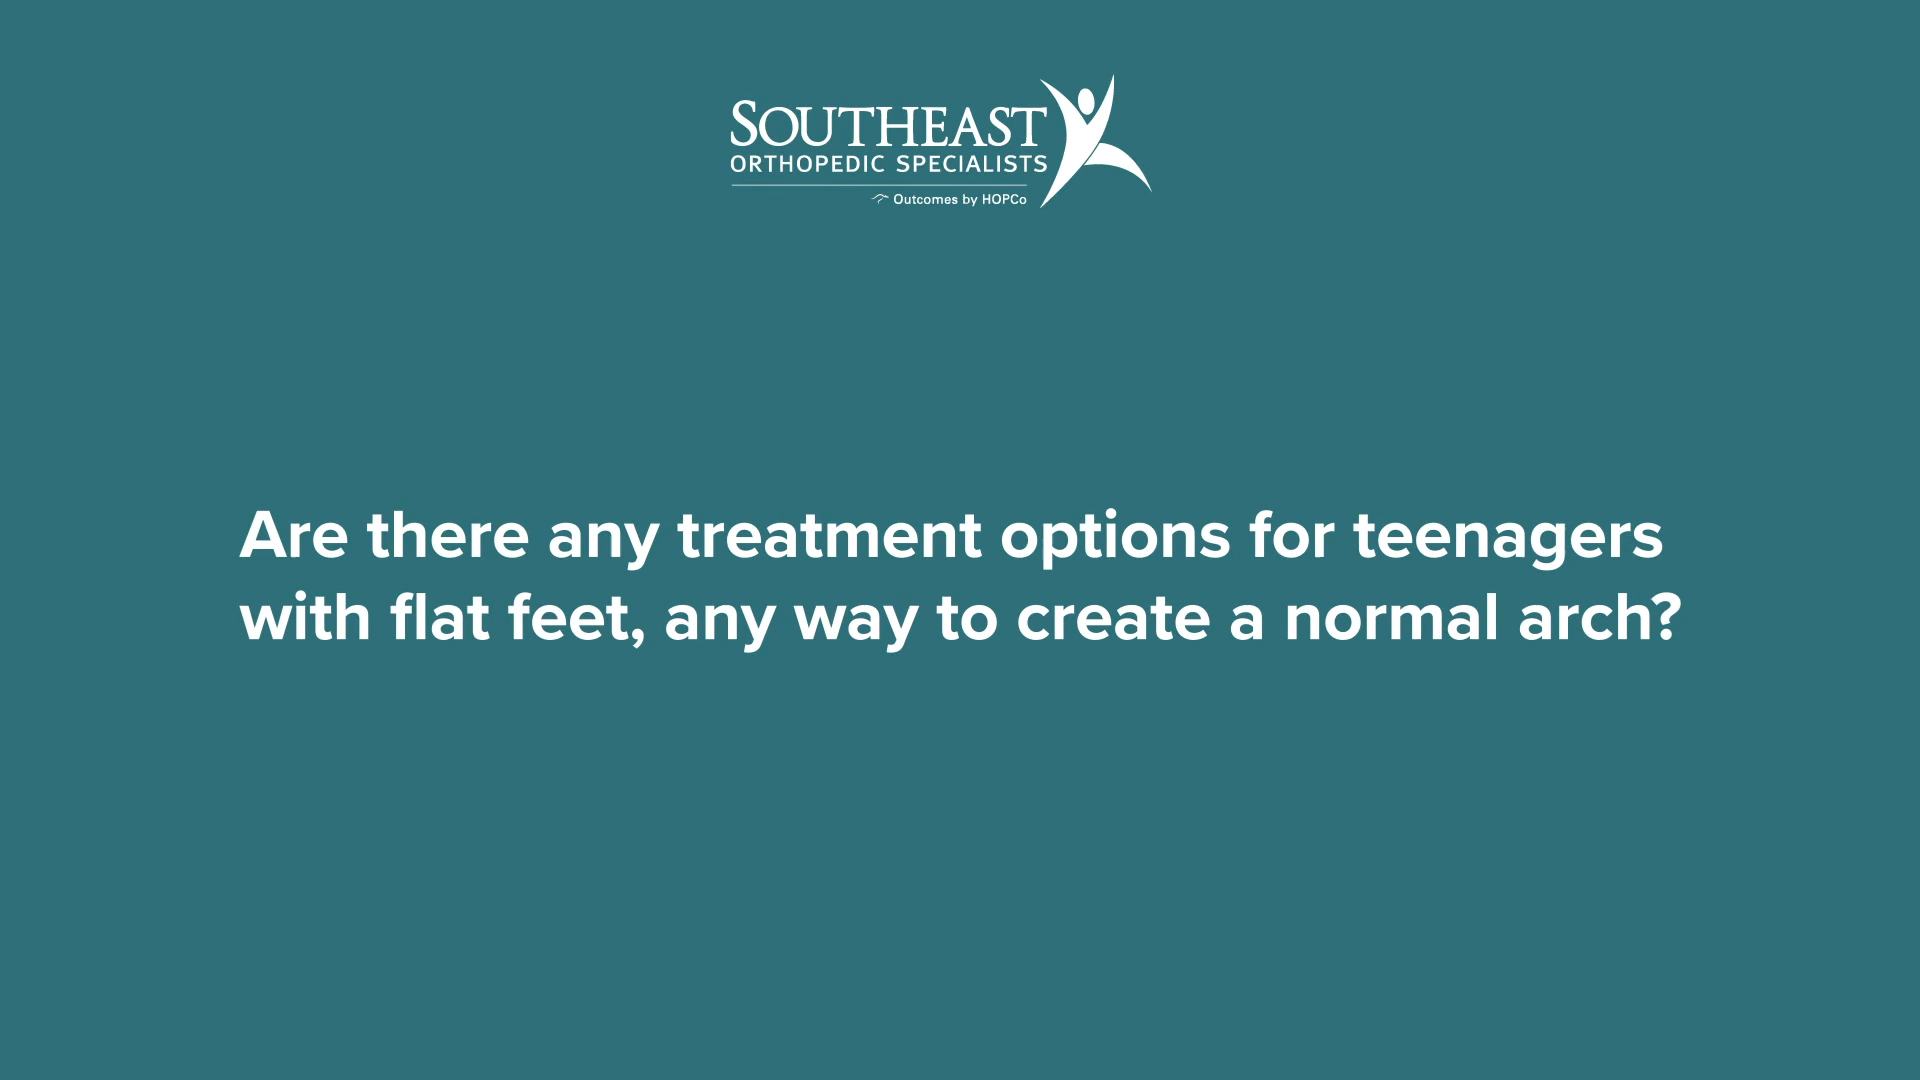 SOUTHEAST
ORTHOPEDIC SPECIALISTS
Outcomes by HOPCo
Are there any treatment options for teenagers
with flat feet, any way to create a normal arch?